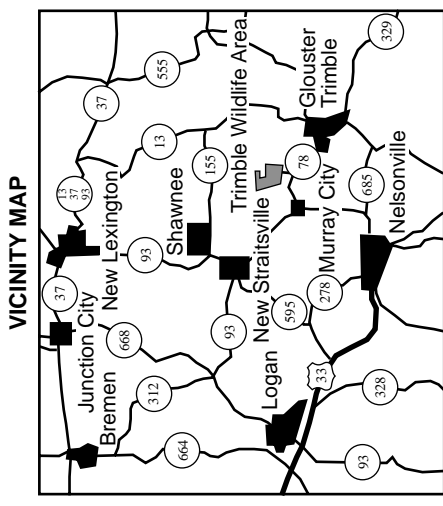 VICINITY MAP
37
13
37
93
37
Junction City
Bremen
New Lexington
668
93
13
555
312
Shawnee
664
155
93
Trimble Wildlife Area
New Straitsville
Logan
595
78
Glouster
Trimble
33
278
Murray City
93
685
328
329
Nelsonville